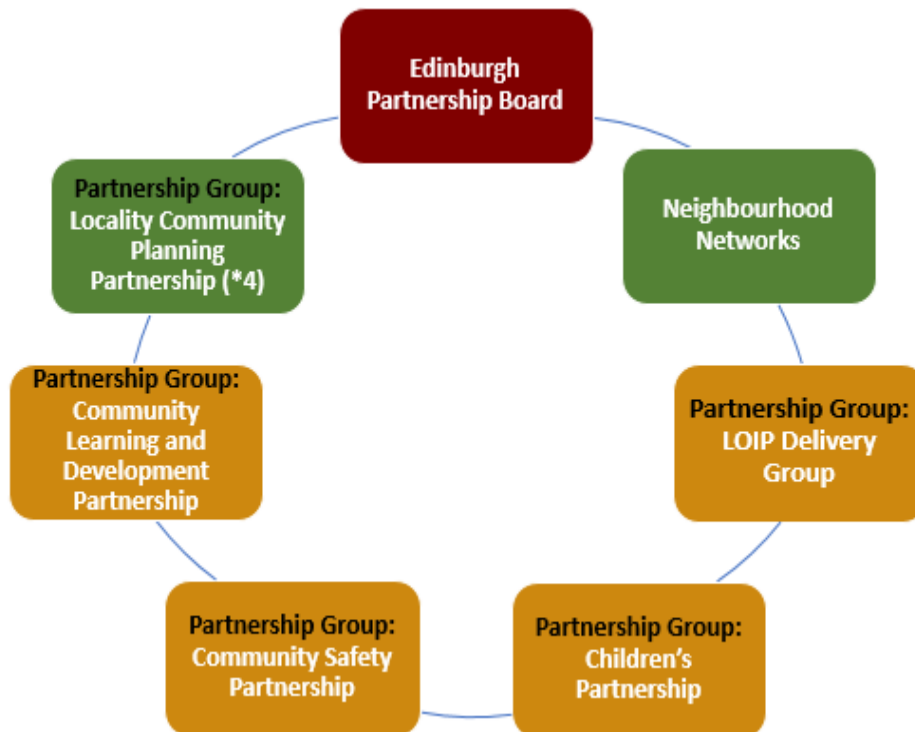 Edinburgh
Partnership Board
Partnership Group:
Locality Community
Planning
Partnership (*4)
Neighbourhood
Networks
Partnership Group:
Community
Learning and
Development
Partnership
Partnership Group:
LOIP Delivery
Group
Partnership Group:
Community Safety
Partnership
Partnership Group:
Children's
Partnership